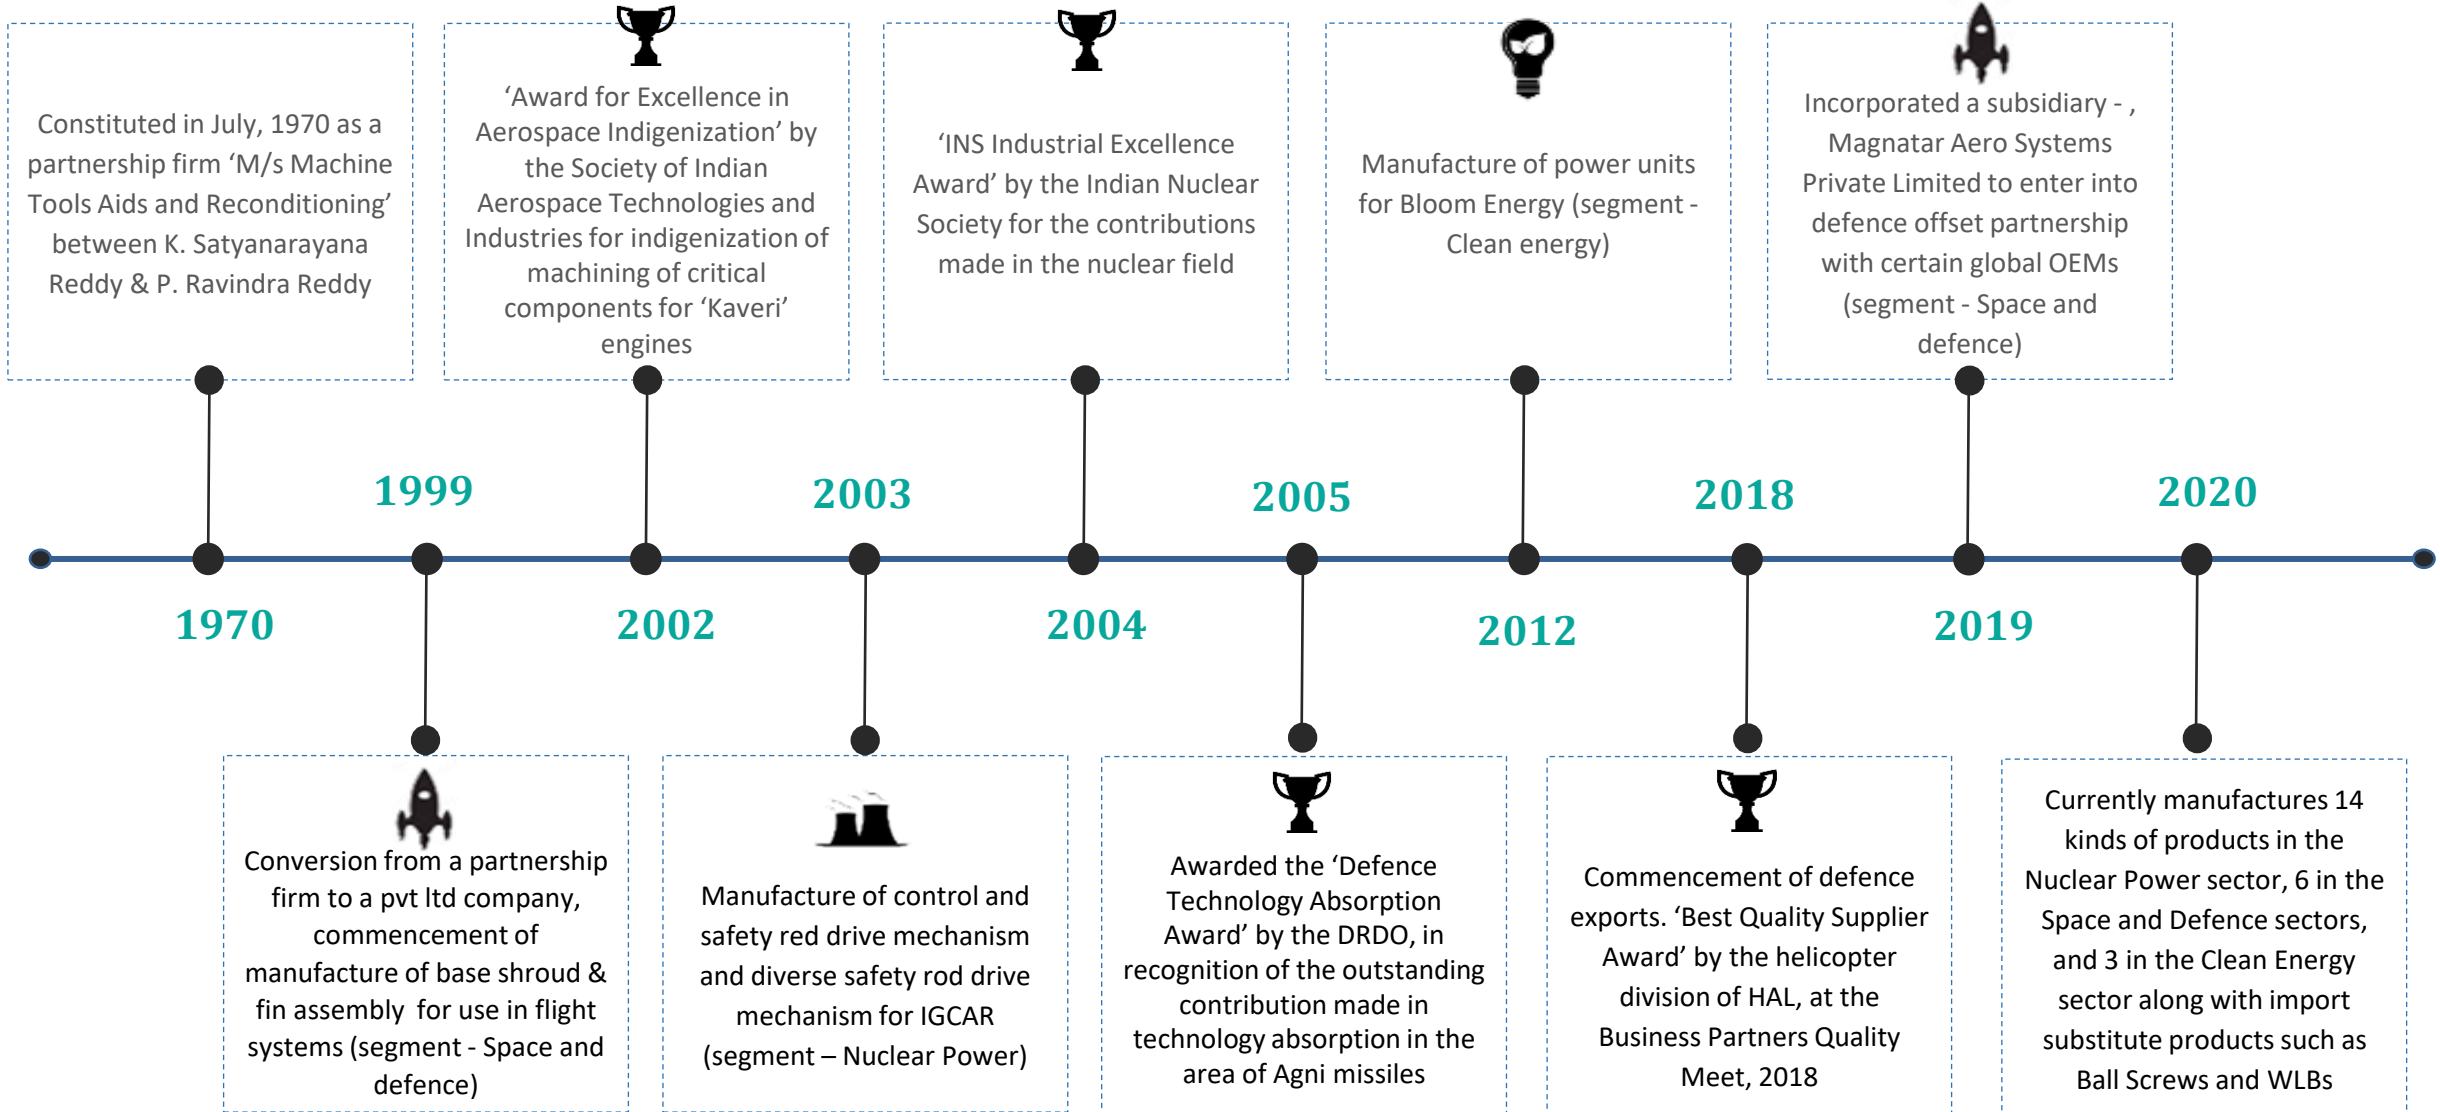 Constituted in July, 1970 as a
partnership firm ‘M/s Machine
Tools Aids and Reconditioning’
between K. Satyanarayana
Reddy & P. Ravindra Reddy
‘Award for Excellence in
Aerospace Indigenization’ by
the Society of Indian
Aerospace Technologies and
Industries for indigenization of
machining of critical
components for ‘Kaveri’
engines
‘INS Industrial Excellence
Award’ by the Indian Nuclear
Society for the contributions
made in the nuclear field
Manufacture of power units
for Bloom Energy (segment -
Clean energy)
Incorporated a subsidiary - ,
Magnatar Aero Systems
Private Limited to enter into
defence offset partnership
with certain global OEMs
(segment - Space and
defence)
1999
2003
2005
2018
2020
1970
2002
2004
2012
2019
Conversion from a partnership
firm to a pvt ltd company,
commencement of
manufacture of base shroud &
fin assembly for use in flight
systems (segment - Space and
defence)
Manufacture of control and
safety red drive mechanism
and diverse safety rod drive
mechanism for IGCAR
(segment – Nuclear Power)
Awarded the ‘Defence
Technology Absorption
Award’ by the DRDO, in
recognition of the outstanding
contribution made in
technology absorption in the
area of Agni missiles
Commencement of defence
exports. ‘Best Quality Supplier
Award’ by the helicopter
division of HAL, at the
Business Partners Quality
Meet, 2018
Currently manufactures 14
kinds of products in the
Nuclear Power sector, 6 in the
Space and Defence sectors,
and 3 in the Clean Energy
sector along with import
substitute products such as
Ball Screws and WLBs